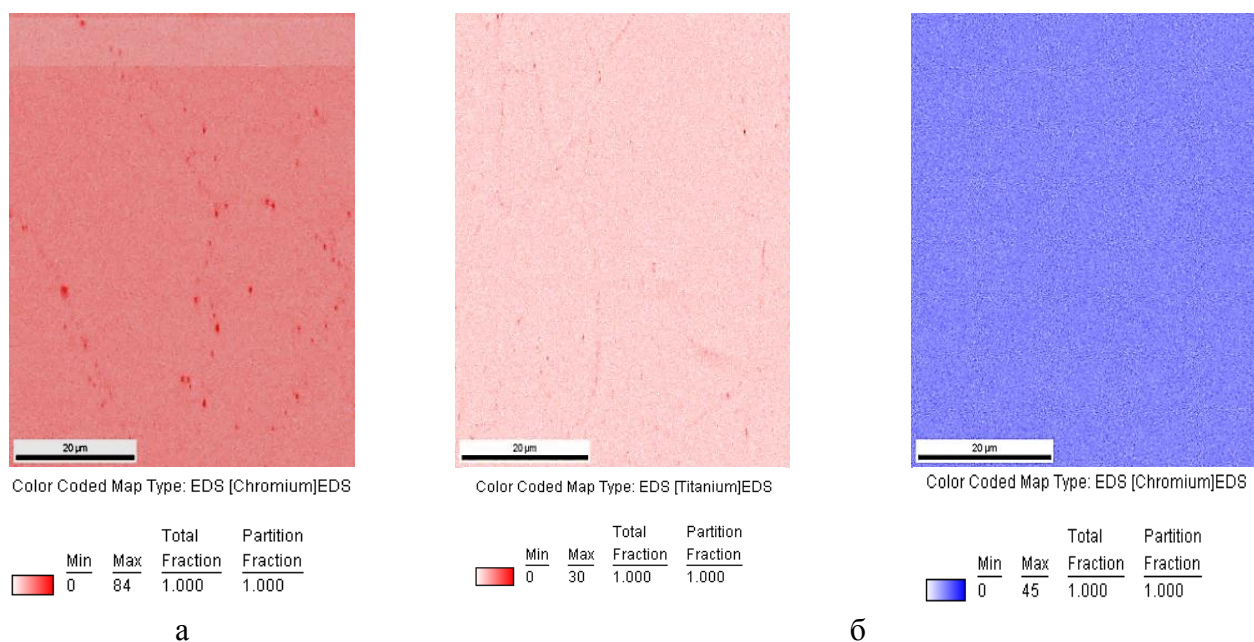 20 µm
20 µm
20 µm
Color Coded Map Type: EDS [Chromium]EDS
Color Coded Map Type: EDS [Titanium]EDS
Color Coded Map Type: EDS [Chromium]EDS
Total Partition
Min Max Fraction Fraction
0 84 1.000 1.000
Total Partition
Min Max Fraction Fraction
0 30 1.000 1.000
Total Partition
Min Max Fraction Fraction
0 45 1.000 1.000
а
б